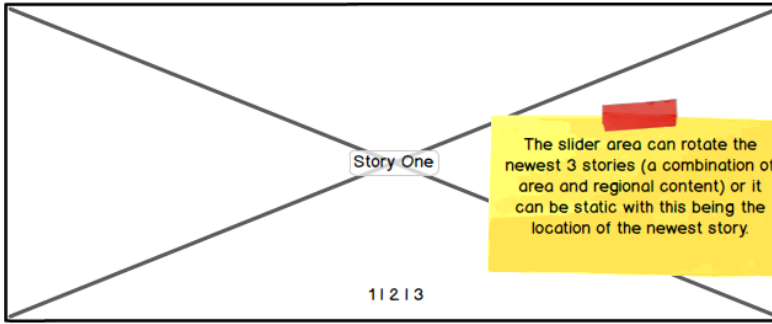 Story One
The slider area can rotate the
newest 3 stories (a combination of
area and regional content) or it
can be static with this being the
location of the newest story.
1 | 2 | 3